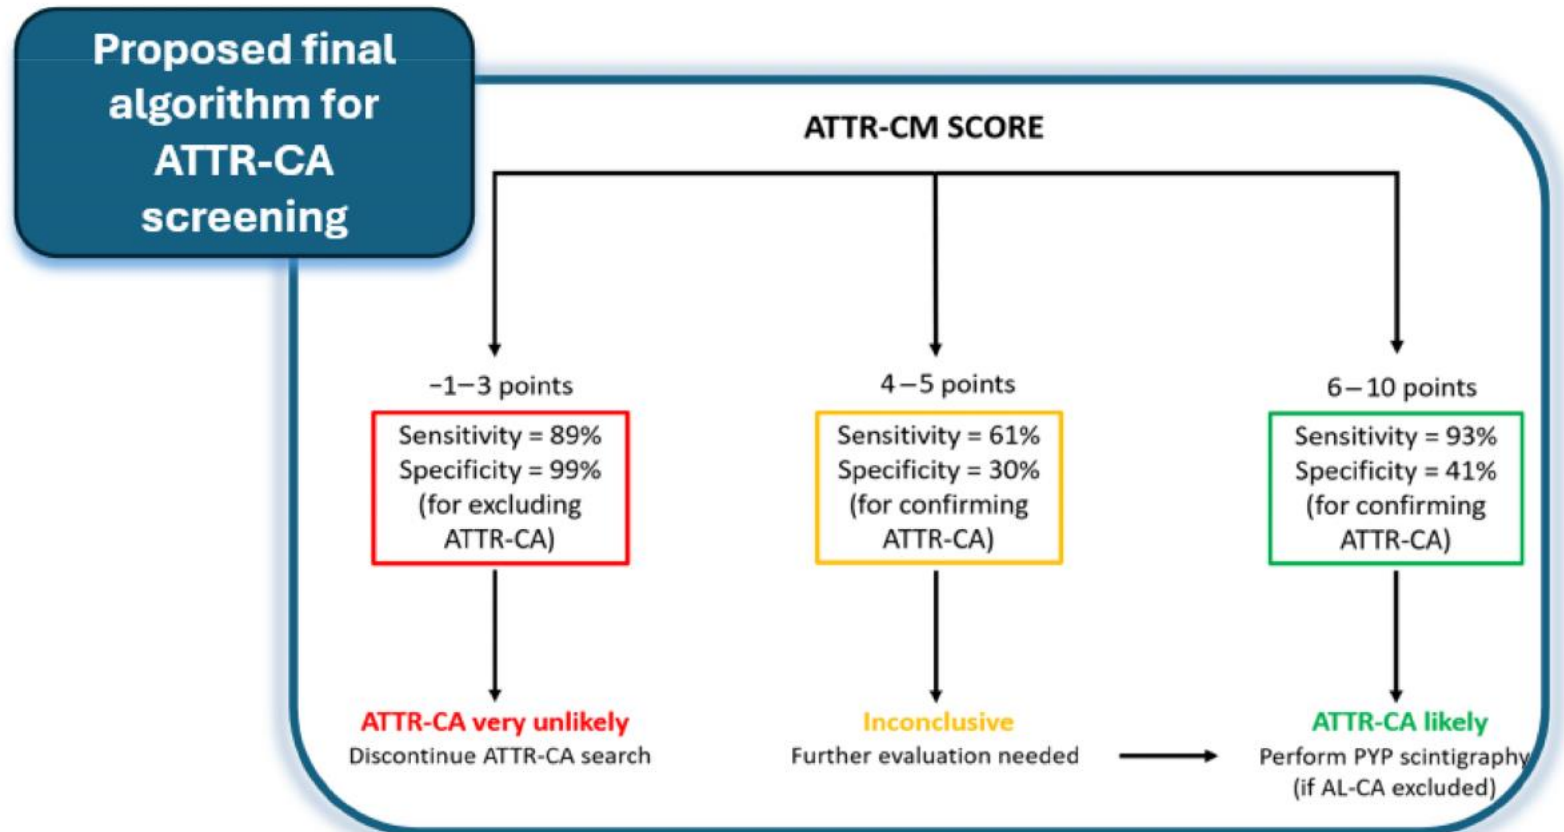 Proposed final
algorithm for
ATTR-CA
screening
ATTR-CM SCORE
−1–3 points
Sensitivity = 89%
Specificity = 99%
(for excluding
ATTR-CA)
ATTR-CA very unlikely
Discontinue ATTR-CA search
4–5 points
Sensitivity = 61%
Specificity = 30%
(for confirming
ATTR-CA)
Inconclusive
Further evaluation needed
6–10 points
Sensitivity = 93%
Specificity = 41%
(for confirming
ATTR-CA)
ATTR-CA likely
Perform PYP scintigraphy
(if AL-CA excluded)